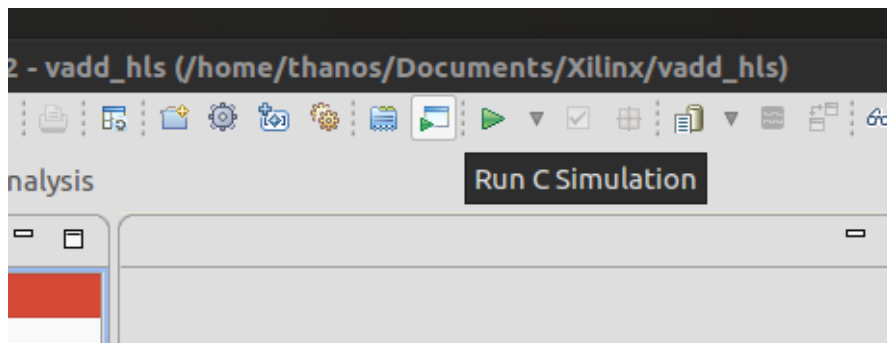 2 - vadd_hls (/home/thanos/Documents/Xilinx/vadd_hls)
nalysis
Run C Simulation